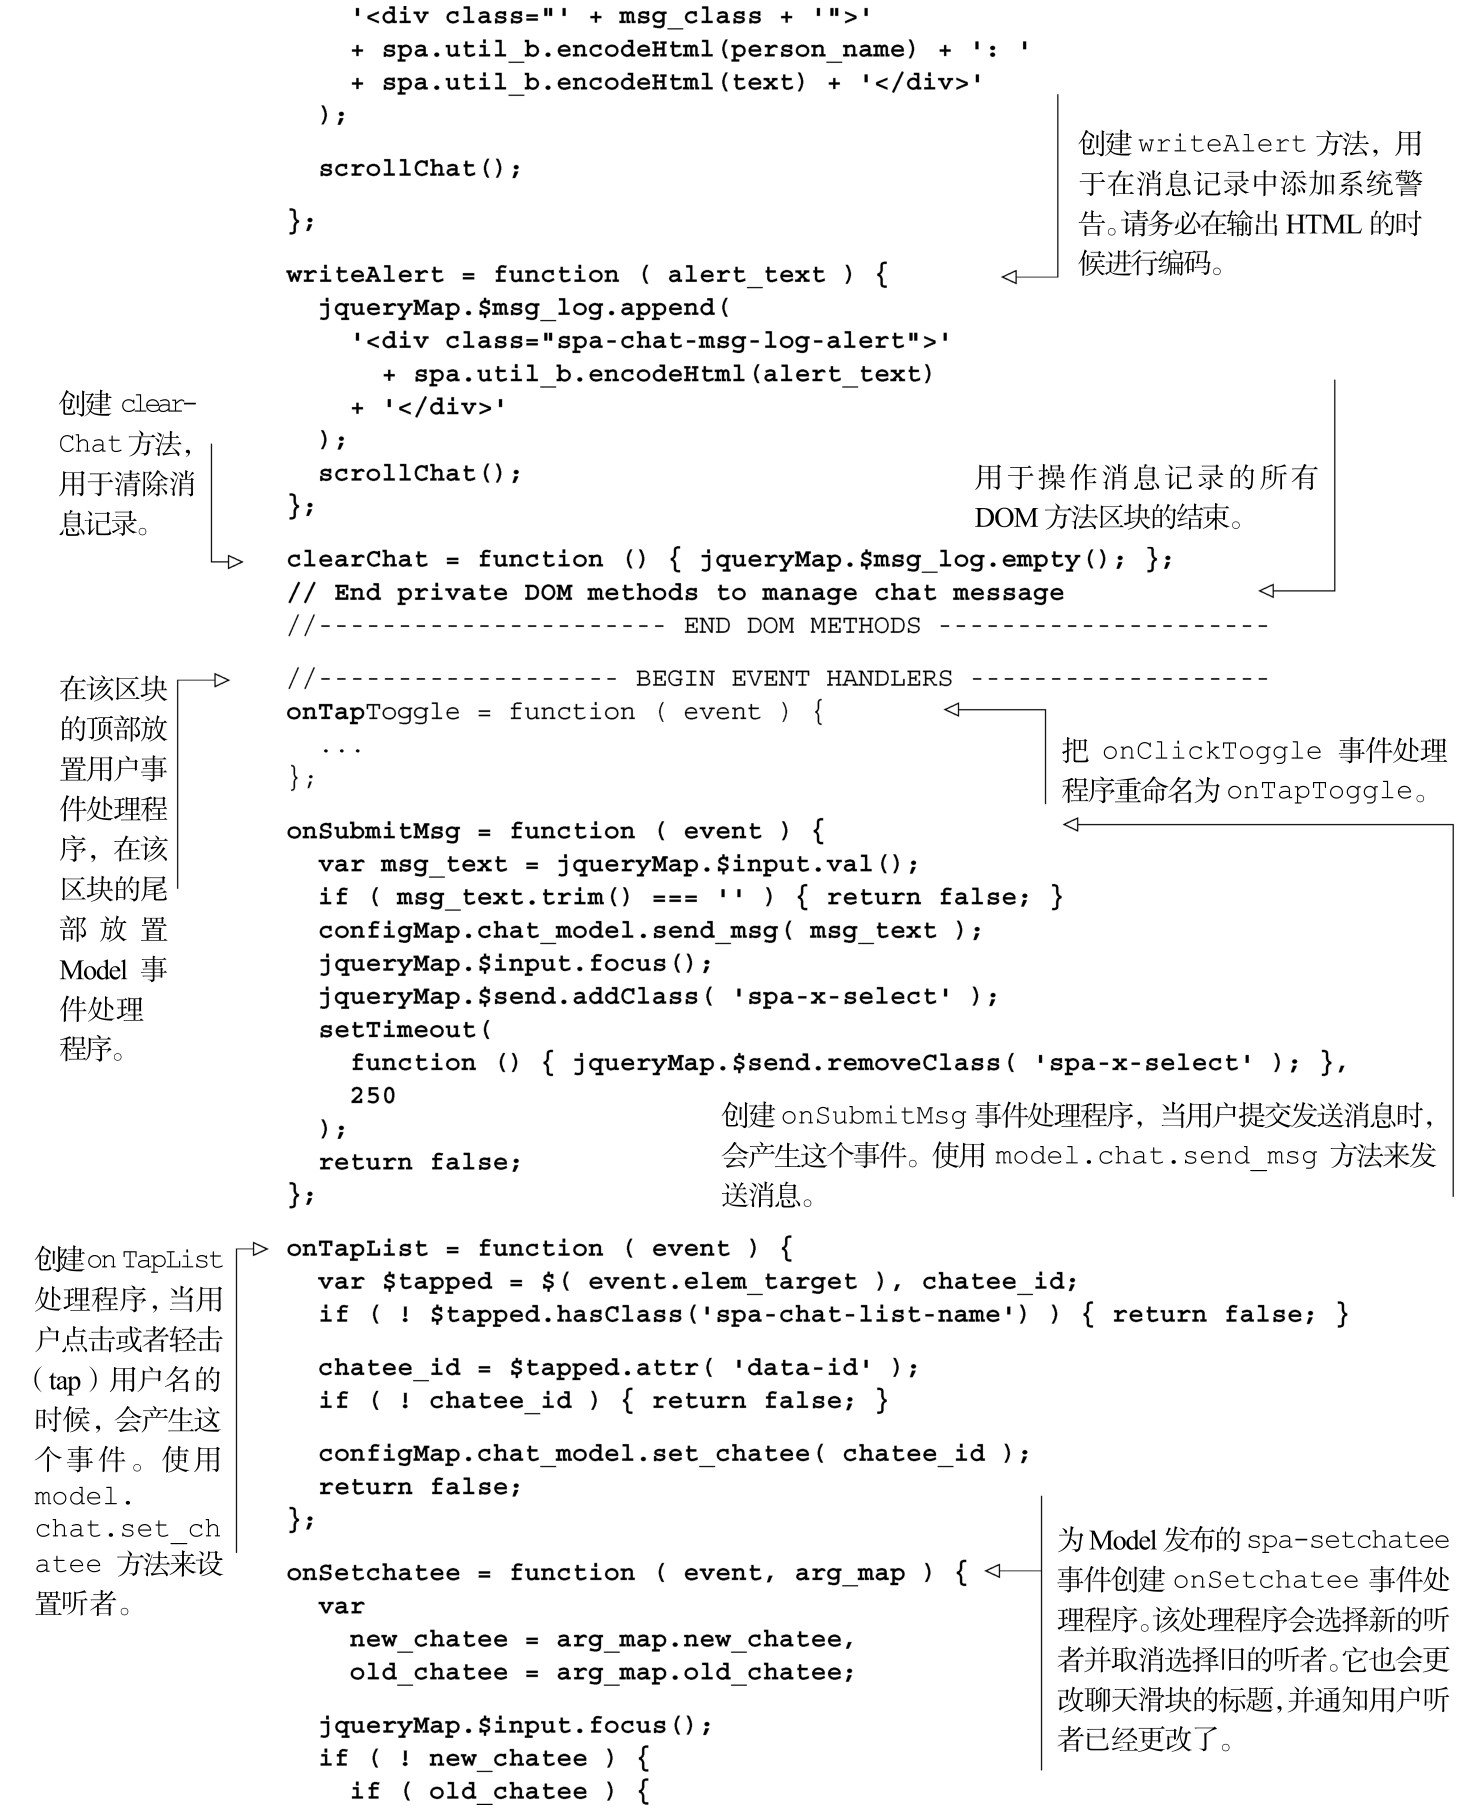 '<div class="' + msg_class + '">'
+ spa.util_b.encodeHtml(person_name) + ': '
+ spa.util_b.encodeHtml(text) + '</div>'
);
scrollChat();
};
创建 writeAlert 方法，用
于在消息记录中添加系统警
告。请务必在输出 HTML 的时
候进行编码。
writeAlert = function ( alert_text ) {
jqueryMap.$msg_log.append(
'<div class="spa-chat-msg-log-alert">'
+ spa.util_b.encodeHtml(alert_text)
+ '</div>'
);
scrollChat();
};
创建 clear-
Chat 方法，
用于清除消
息记录。
用于操作消息记录的所有
DOM 方法区块的结束。
clearChat = function () { jqueryMap.$msg_log.empty(); };
// End private DOM methods to manage chat message
//---------------------- END DOM METHODS ---------------------
//------------------- BEGIN EVENT HANDLERS -------------------
onTapToggle = function ( event ) {
...
};
在该区块
的顶部放
置用户事
件处理程
序，在该
区块的尾
部放置
Model 事
件处理
程序。
把 onClickToggle 事件处理
程序重命名为 onTapToggle。
onSubmitMsg = function ( event ) {
var msg_text = jqueryMap.$input.val();
if ( msg_text.trim() === '' ) { return false; }
configMap.chat_model.send_msg( msg_text );
jqueryMap.$input.focus();
jqueryMap.$send.addClass( 'spa-x-select' );
setTimeout(
function () { jqueryMap.$send.removeClass( 'spa-x-select' ); },
250
);
return false;
};
创建 onSubmitMsg 事件处理程序，当用户提交发送消息时，
会产生这个事件。使用 model.chat.send_msg 方法来发
送消息。
创建 on TapList
处理程序，当用
户点击或者轻击
（tap）用户名的
时候，会产生这
个事件。使用
model.
chat.set_ch
atee 方法来设
置听者。
onTapList = function ( event ) {
var $tapped = $( event.elem_target ), chatee_id;
if ( ! $tapped.hasClass('spa-chat-list-name') ) { return false; }
chatee_id = $tapped.attr( 'data-id' );
if ( ! chatee_id ) { return false; }
configMap.chat_model.set_chatee( chatee_id );
return false;
};
onSetchatee = function ( event, arg_map ) {
var
new_chatee = arg_map.new_chatee,
old_chatee = arg_map.old_chatee;
jqueryMap.$input.focus();
if ( ! new_chatee ) {
if ( old_chatee ) {
为 Model 发布的 spa-setchatee
事件创建 onSetchatee 事件处
理程序。该处理程序会选择新的听
者并取消选择旧的听者。它也会更
改聊天滑块的标题，并通知用户听
者已经更改了。